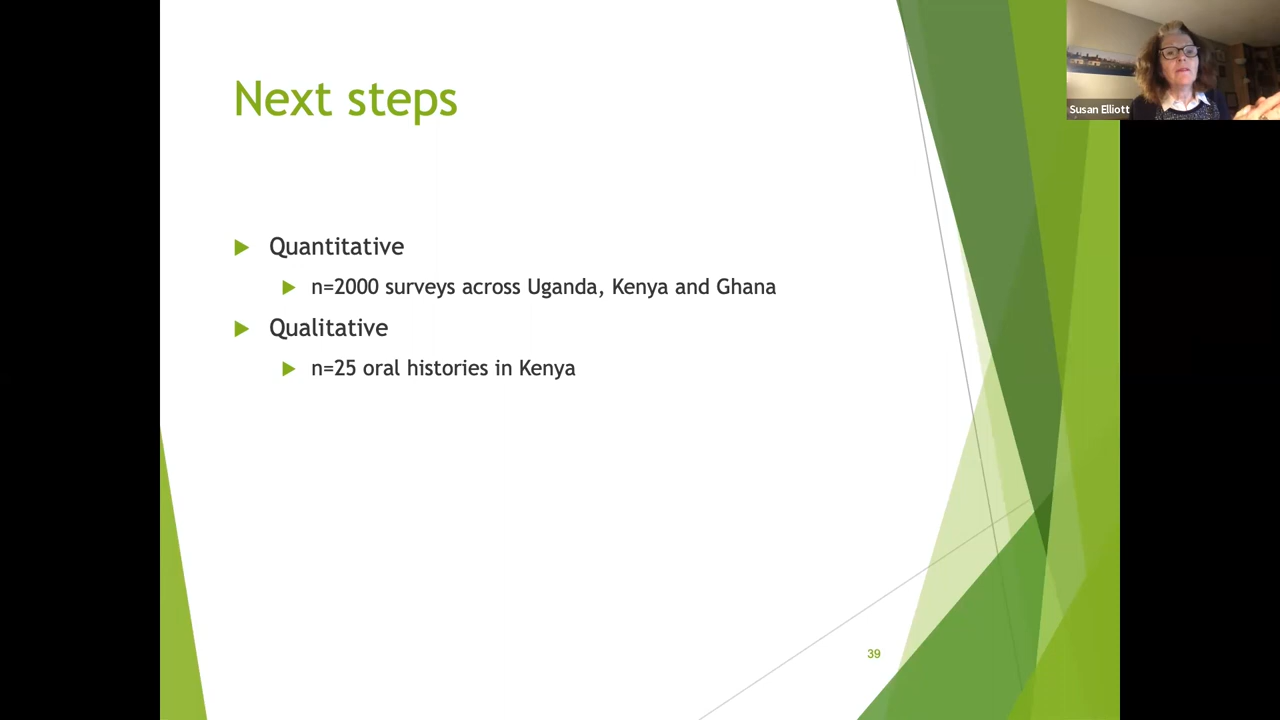 Next steps
Susan Elliott
Quantitative
n=2000 surveys across Uganda, Kenya and Ghana
Qualitative
n=25 oral histories in Kenya
39